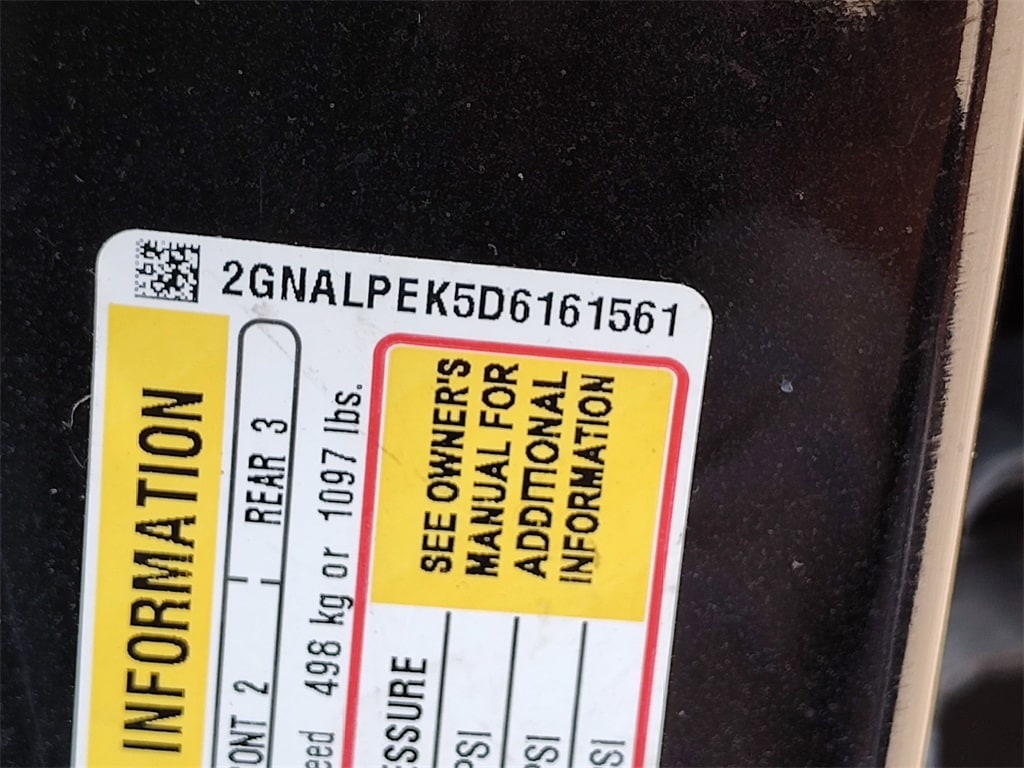 2GNALPEK5D6161561
INFORMATION
ONT 2 REAR 3
eed 498 kg or 1097 lbs.
ESSURE
PSI
PSI
SI
SEE OWNER'S
MANUAL FOR
ADDITIONAL
INFORMATION